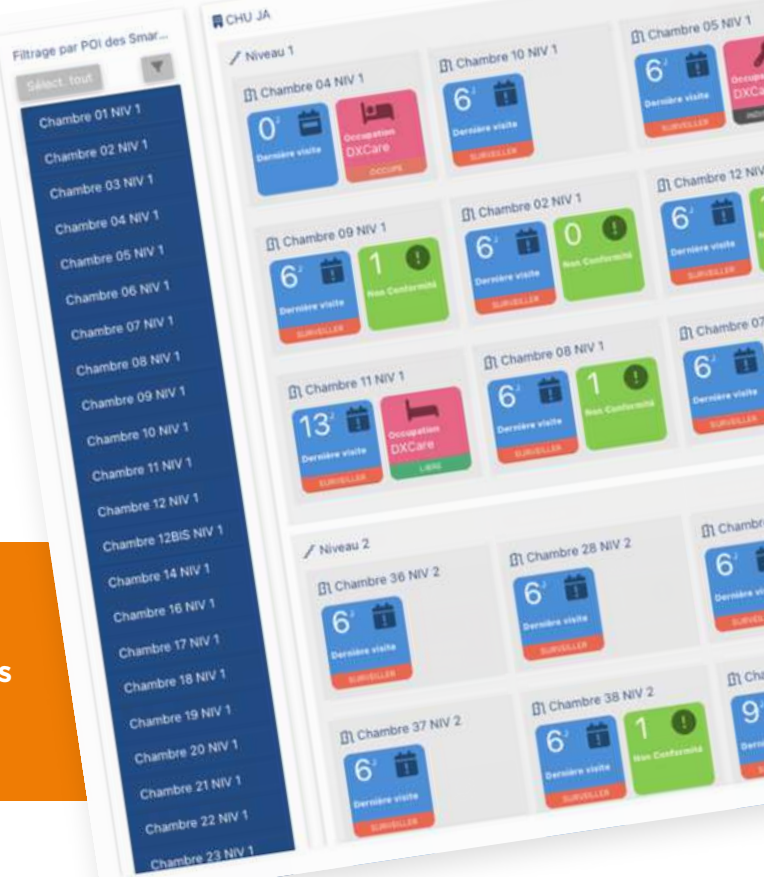 Filtrage par POI des Smar...
Sélect. tout
Chambre 01 NIV 1
Chambre 02 NIV 1
Chambre 03 NIV 1
Chambre 04 NIV 1
Chambre 05 NIV 1
Chambre 06 NIV 1
Chambre 07 NIV 1
Chambre 08 NIV 1
Chambre 09 NIV 1
Chambre 10 NIV 1
Chambre 11 NIV 1
Chambre 12 NIV 1
Chambre 12BIS NIV 1
Chambre 14 NIV 1
Chambre 16 NIV 1
Chambre 17 NIV 1
Chambre 18 NIV 1
Chambre 19 NIV 1
Chambre 20 NIV 1
Chambre 21 NIV 1
Chambre 22 NIV 1
Chambre 23 NIV 1
s
CHU JA
Niveau 1
Chambre 04 NIV 1
0 J
Dernière visite
Occupation
DXCare
OCCUPE
Chambre 10 NIV 1
6 J
Dernière visite
SURVEILLER
Chambre 05 NIV 1
6 J
Dernière visite
SURVEILLER
Occupa
DXCa
INDI
Chambre 09 NIV 1
6 J
Dernière visite
SURVEILLER
1
Non Conformité
Chambre 02 NIV 1
6 J
Dernière visite
SURVEILLER
0
Non Conformité
Chambre 12 NIV
6 J
Dernière visite
SURVEILLER
Chambre 11 NIV 1
13 J
Dernière visite
SURVEILLER
Occupation
DXCare
LIBRE
Chambre 08 NIV 1
6 J
Dernière visite
SURVEILLER
1
Non Conformité
Chambre 07
6 J
Dernière visite
SURVEILLER
Niveau 2
Chambre 36 NIV 2
6 J
Dernière visite
SURVEILLER
Chambre 28 NIV 2
6 J
Dernière visite
SURVEILLER
Chambr
6 J
Dernière vi
SURVEIL
Chambre 37 NIV 2
6 J
Dernière visite
SURVEILLER
Chambre 38 NIV 2
6 J
Dernière visite
SURVEILLER
1
Non Conformité
Cha
9 J
Derni